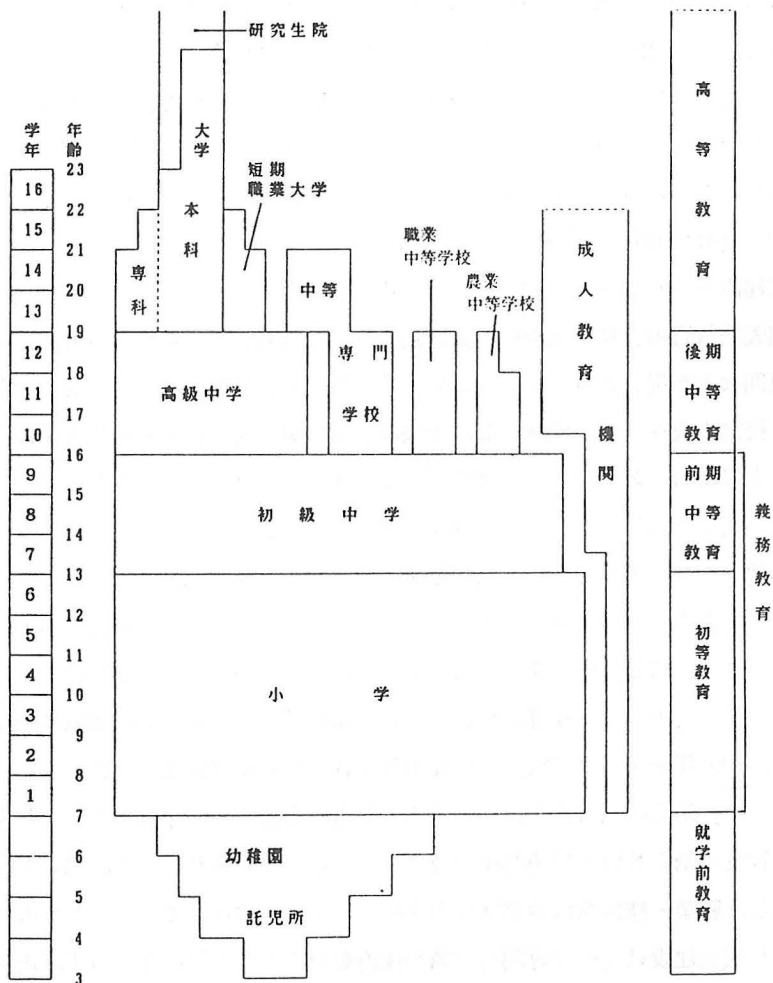 研究生院
学年
年齢
大学
本科
専科
短期
職業大学
中等
専門
学校
職業
中等学校
農業
中等学校
成人教育
機関
高級中学
初級中学
小学
幼稚園
託児所
高等教育
後期
中等
教育
前期
中等
教育
初等教育
就学前教育
義務教育
16
15
14
13
12
11
10
9
8
7
6
5
4
3
2
1
23
22
21
20
19
18
17
16
15
14
13
12
11
10
9
8
7
6
5
4
3